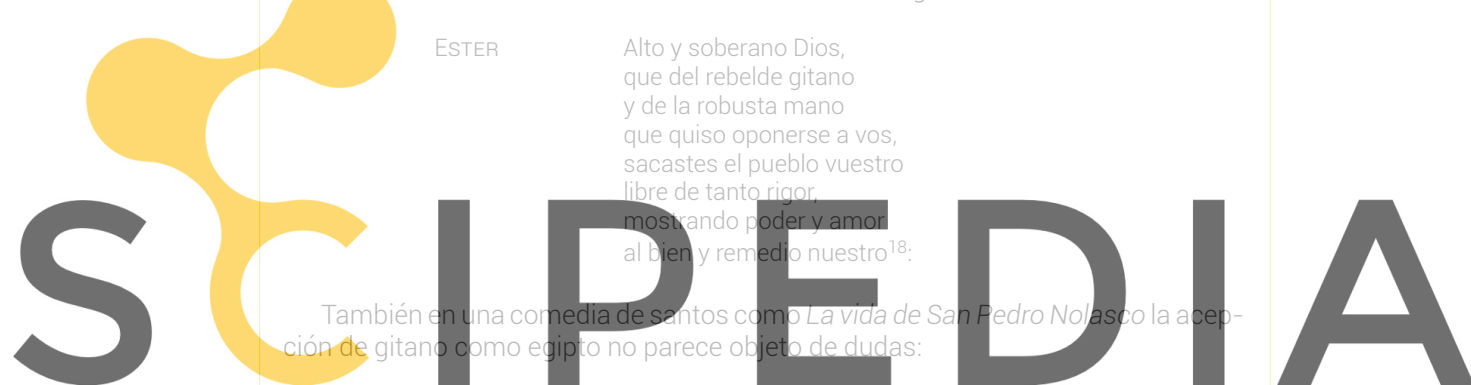 ESTER Alto y soberano Dios,
que del rebelde gitano
y de la robusta mano
que quiso oponerse a vos,
sacastes el pueblo vuestro
libre de tanto rigor,
mostrando poder y amor
al bien y remedio nuestro18:
También en una comedia de santos como La vida de San Pedro Nolasco la acep-
ción de gitano como egipto no parece objeto de dudas:
SCIPEDIA